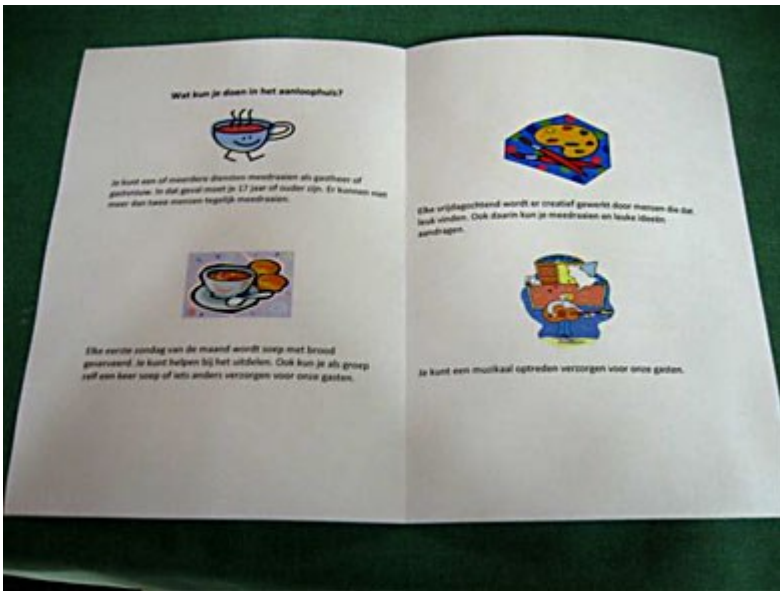 Wat kun je doen in het aanloophuis?
Je kunt een of meerdere diensten meedraaien als gastheer of
gastvrouw. In dat geval moet je 17 jaar of ouder zijn. Er kunnen niet
meer dan twee mensen tegelijk meedraaien.
Elke eerste zondag van de maand wordt soep met brood
geserveerd. Je kunt helpen bij het uitdelen. Ook kun je als groep
zelf een keer soep of iets anders verzorgen voor onze gasten.
Elke vrijdagochtend wordt er creatief gewerkt door mensen die dat
leuk vinden. Ook daarin kun je meedraaien en leuke ideeën
aandragen.
Je kunt een muzikaal optreden verzorgen voor onze gasten.